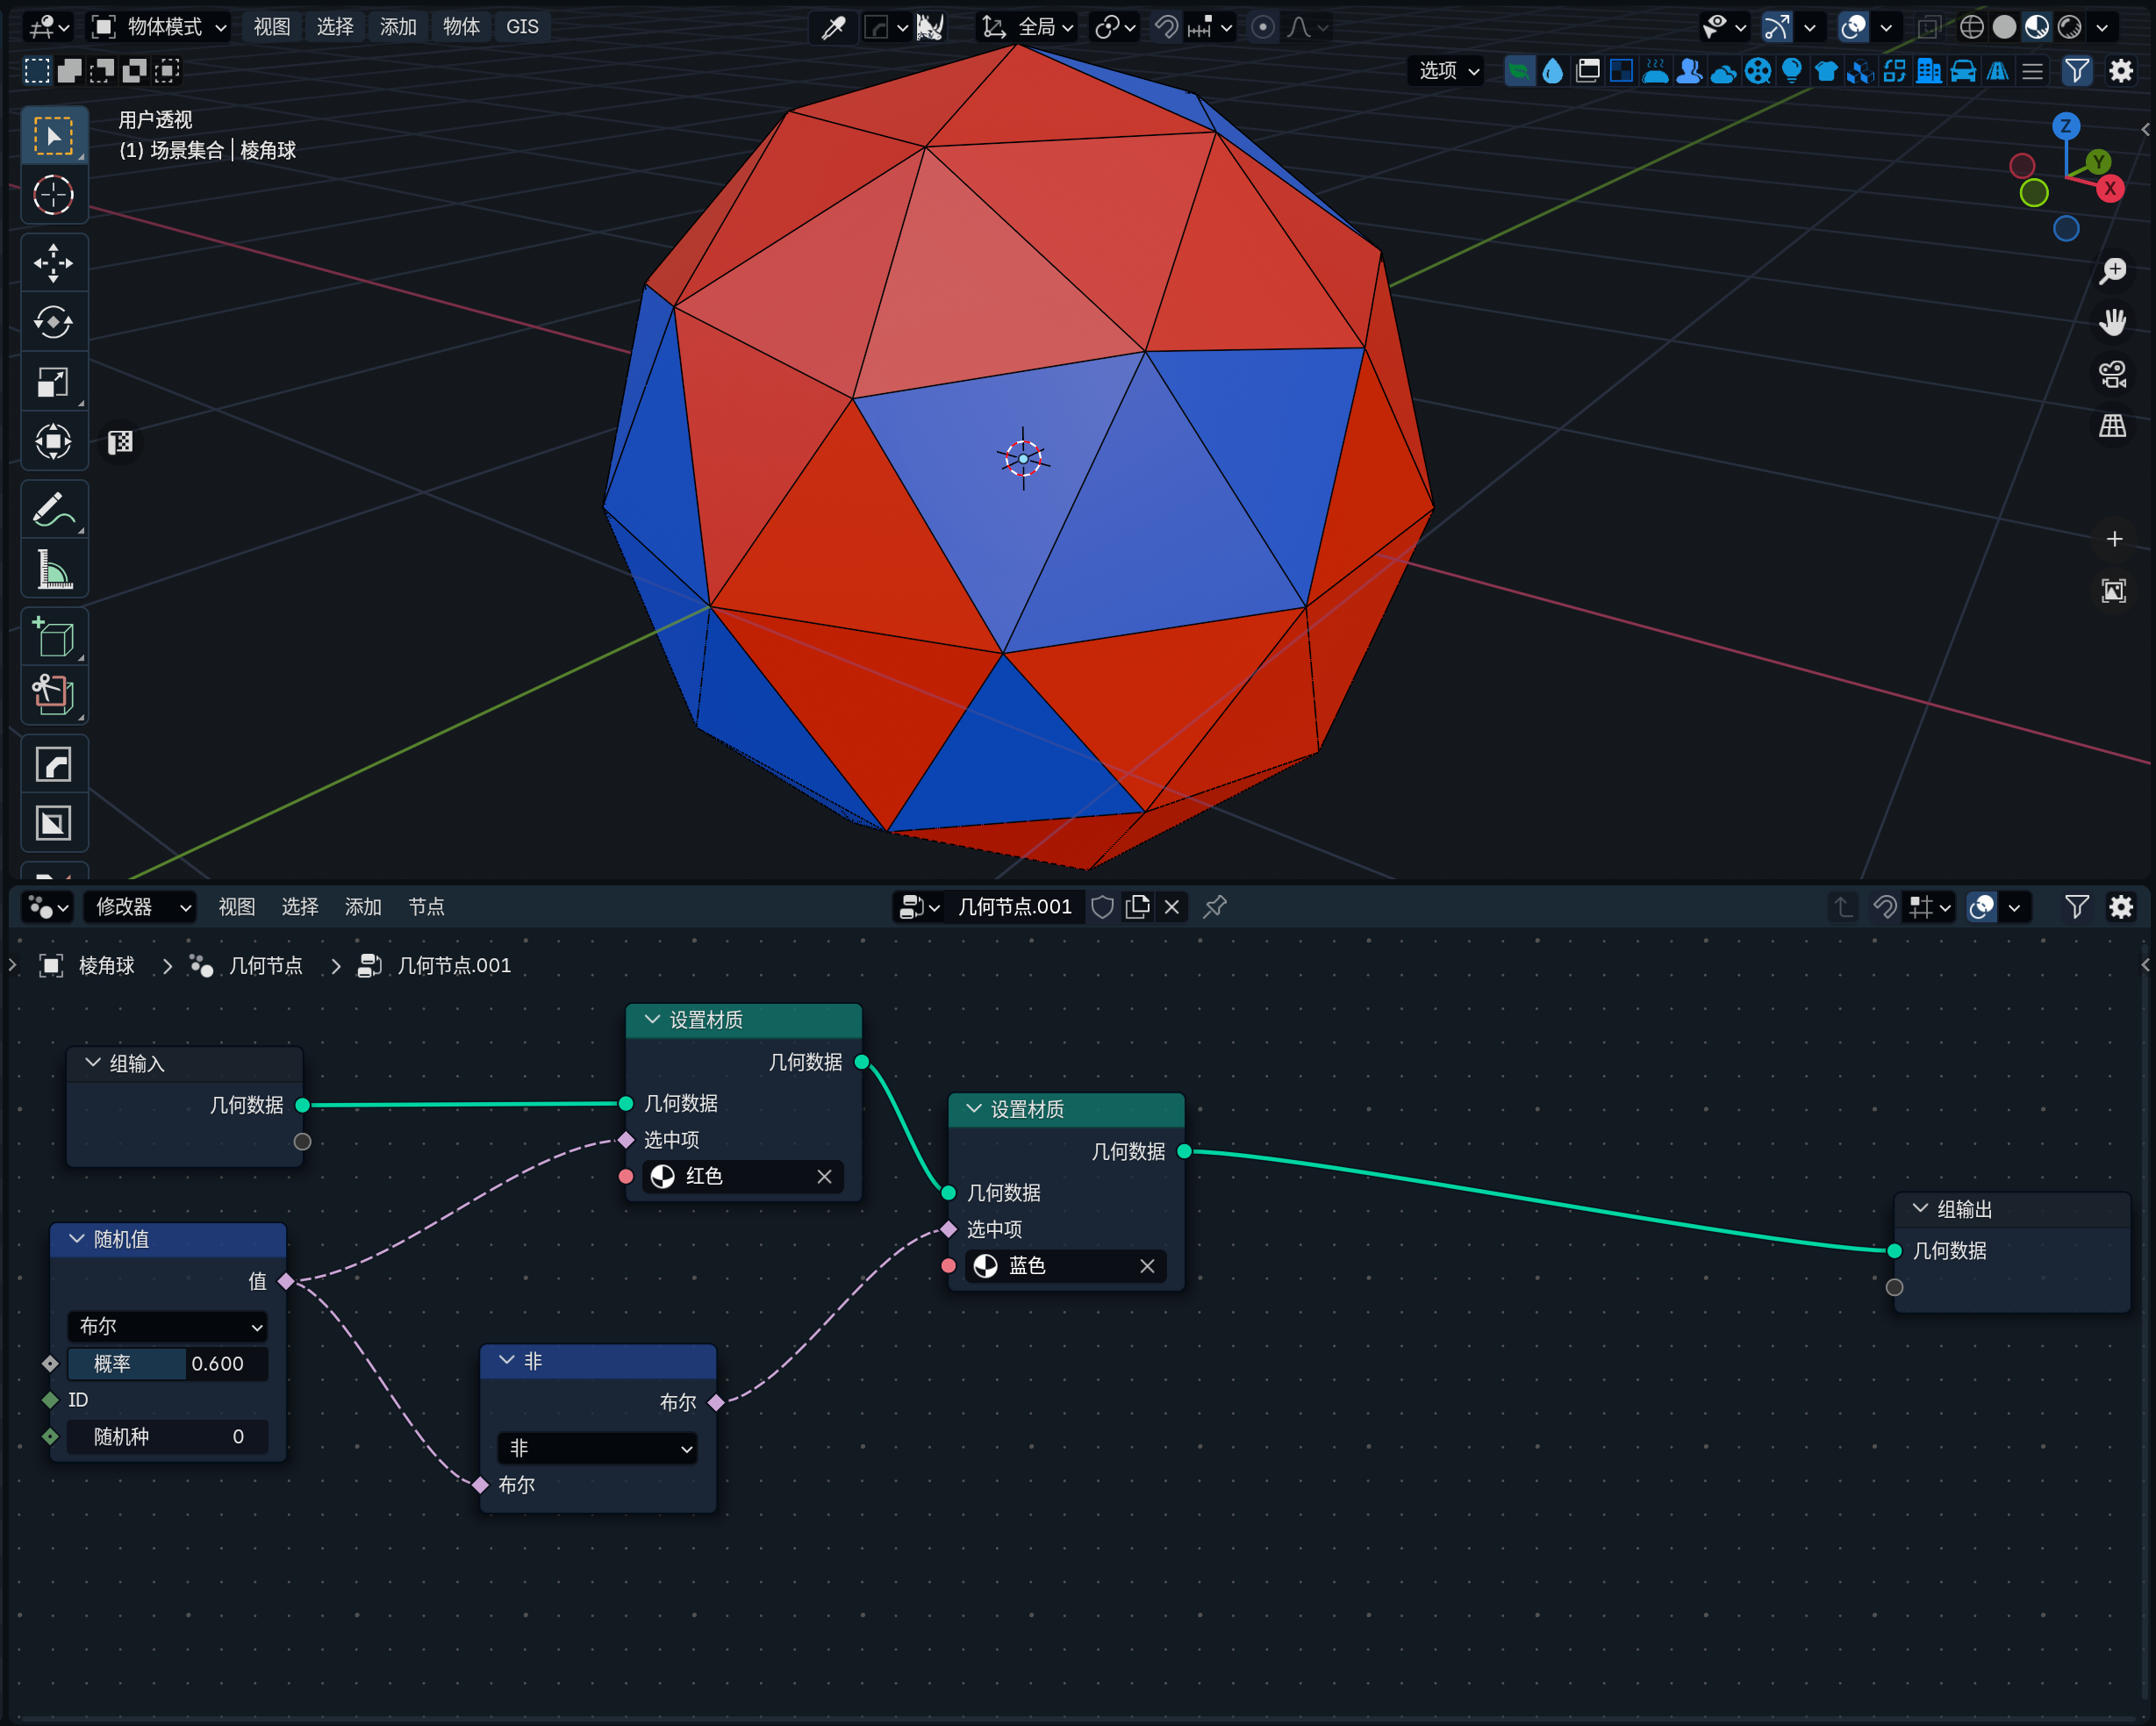 物体模式 视图 选择 添加 物体 GIS 全局
选项
用户透视
(1) 场景集合 | 棱角球
Z
Y
X
修改器 视图 选择 添加 节点 几何节点.001
棱角球 > 几何节点 > 几何节点.001
组输入
几何数据
随机值
值
布尔
概率 0.600
ID
随机种 0
设置材质
几何数据
几何数据
选中项
红色
非
布尔
非
布尔
设置材质
几何数据
几何数据
选中项
蓝色
组输出
几何数据